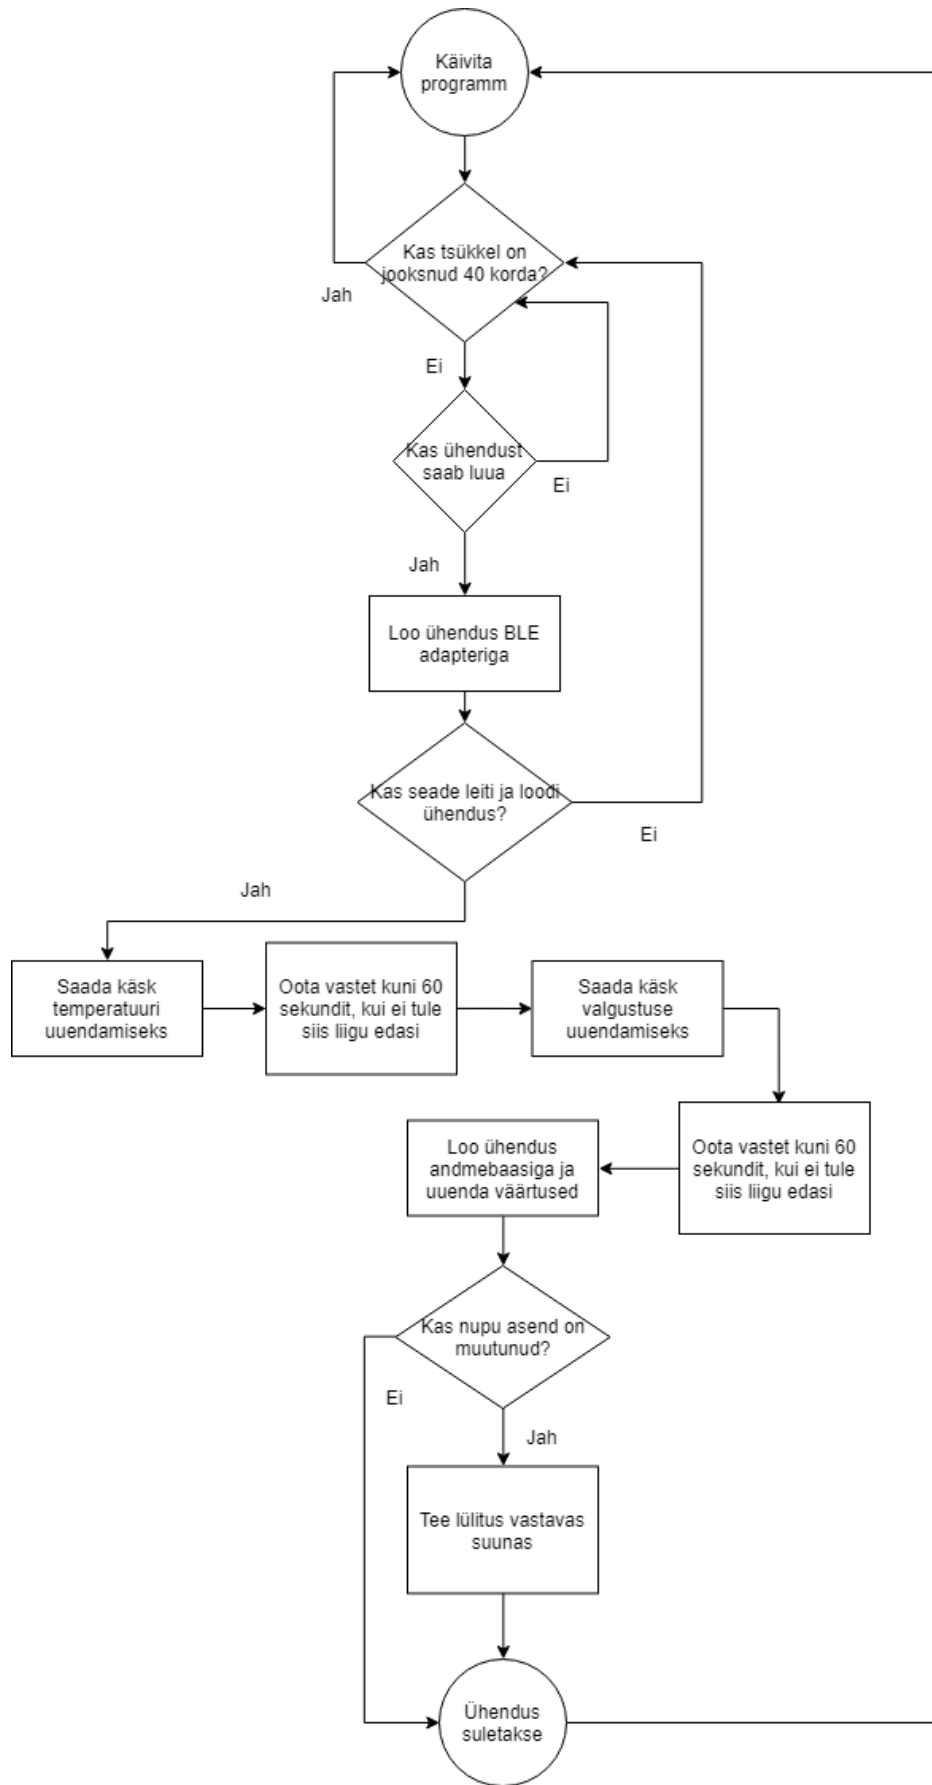 Käivita
programm
Kas tsükkel on
jooksnud 40 korda?
Jah
Ei
Kas ühendust
saab luua
Ei
Jah
Loo ühendus BLE
adapteriga
Kas seade leiti ja loodi
ühendus?
Ei
Jah
Saada käsk
temperatuuri
uuendamiseks
Oota vastet kuni 60
sekundit, kui ei tule
siis liigu edasi
Saada käsk
valgustuse
uuendamiseks
Oota vastet kuni 60
sekundit, kui ei tule
siis liigu edasi
Loo ühendus
andmebaasiga ja
uuenda väärtused
Kas nupu asend on
muutunud?
Ei
Jah
Tee lülitus vastavas
suunas
Ühendus
suletakse